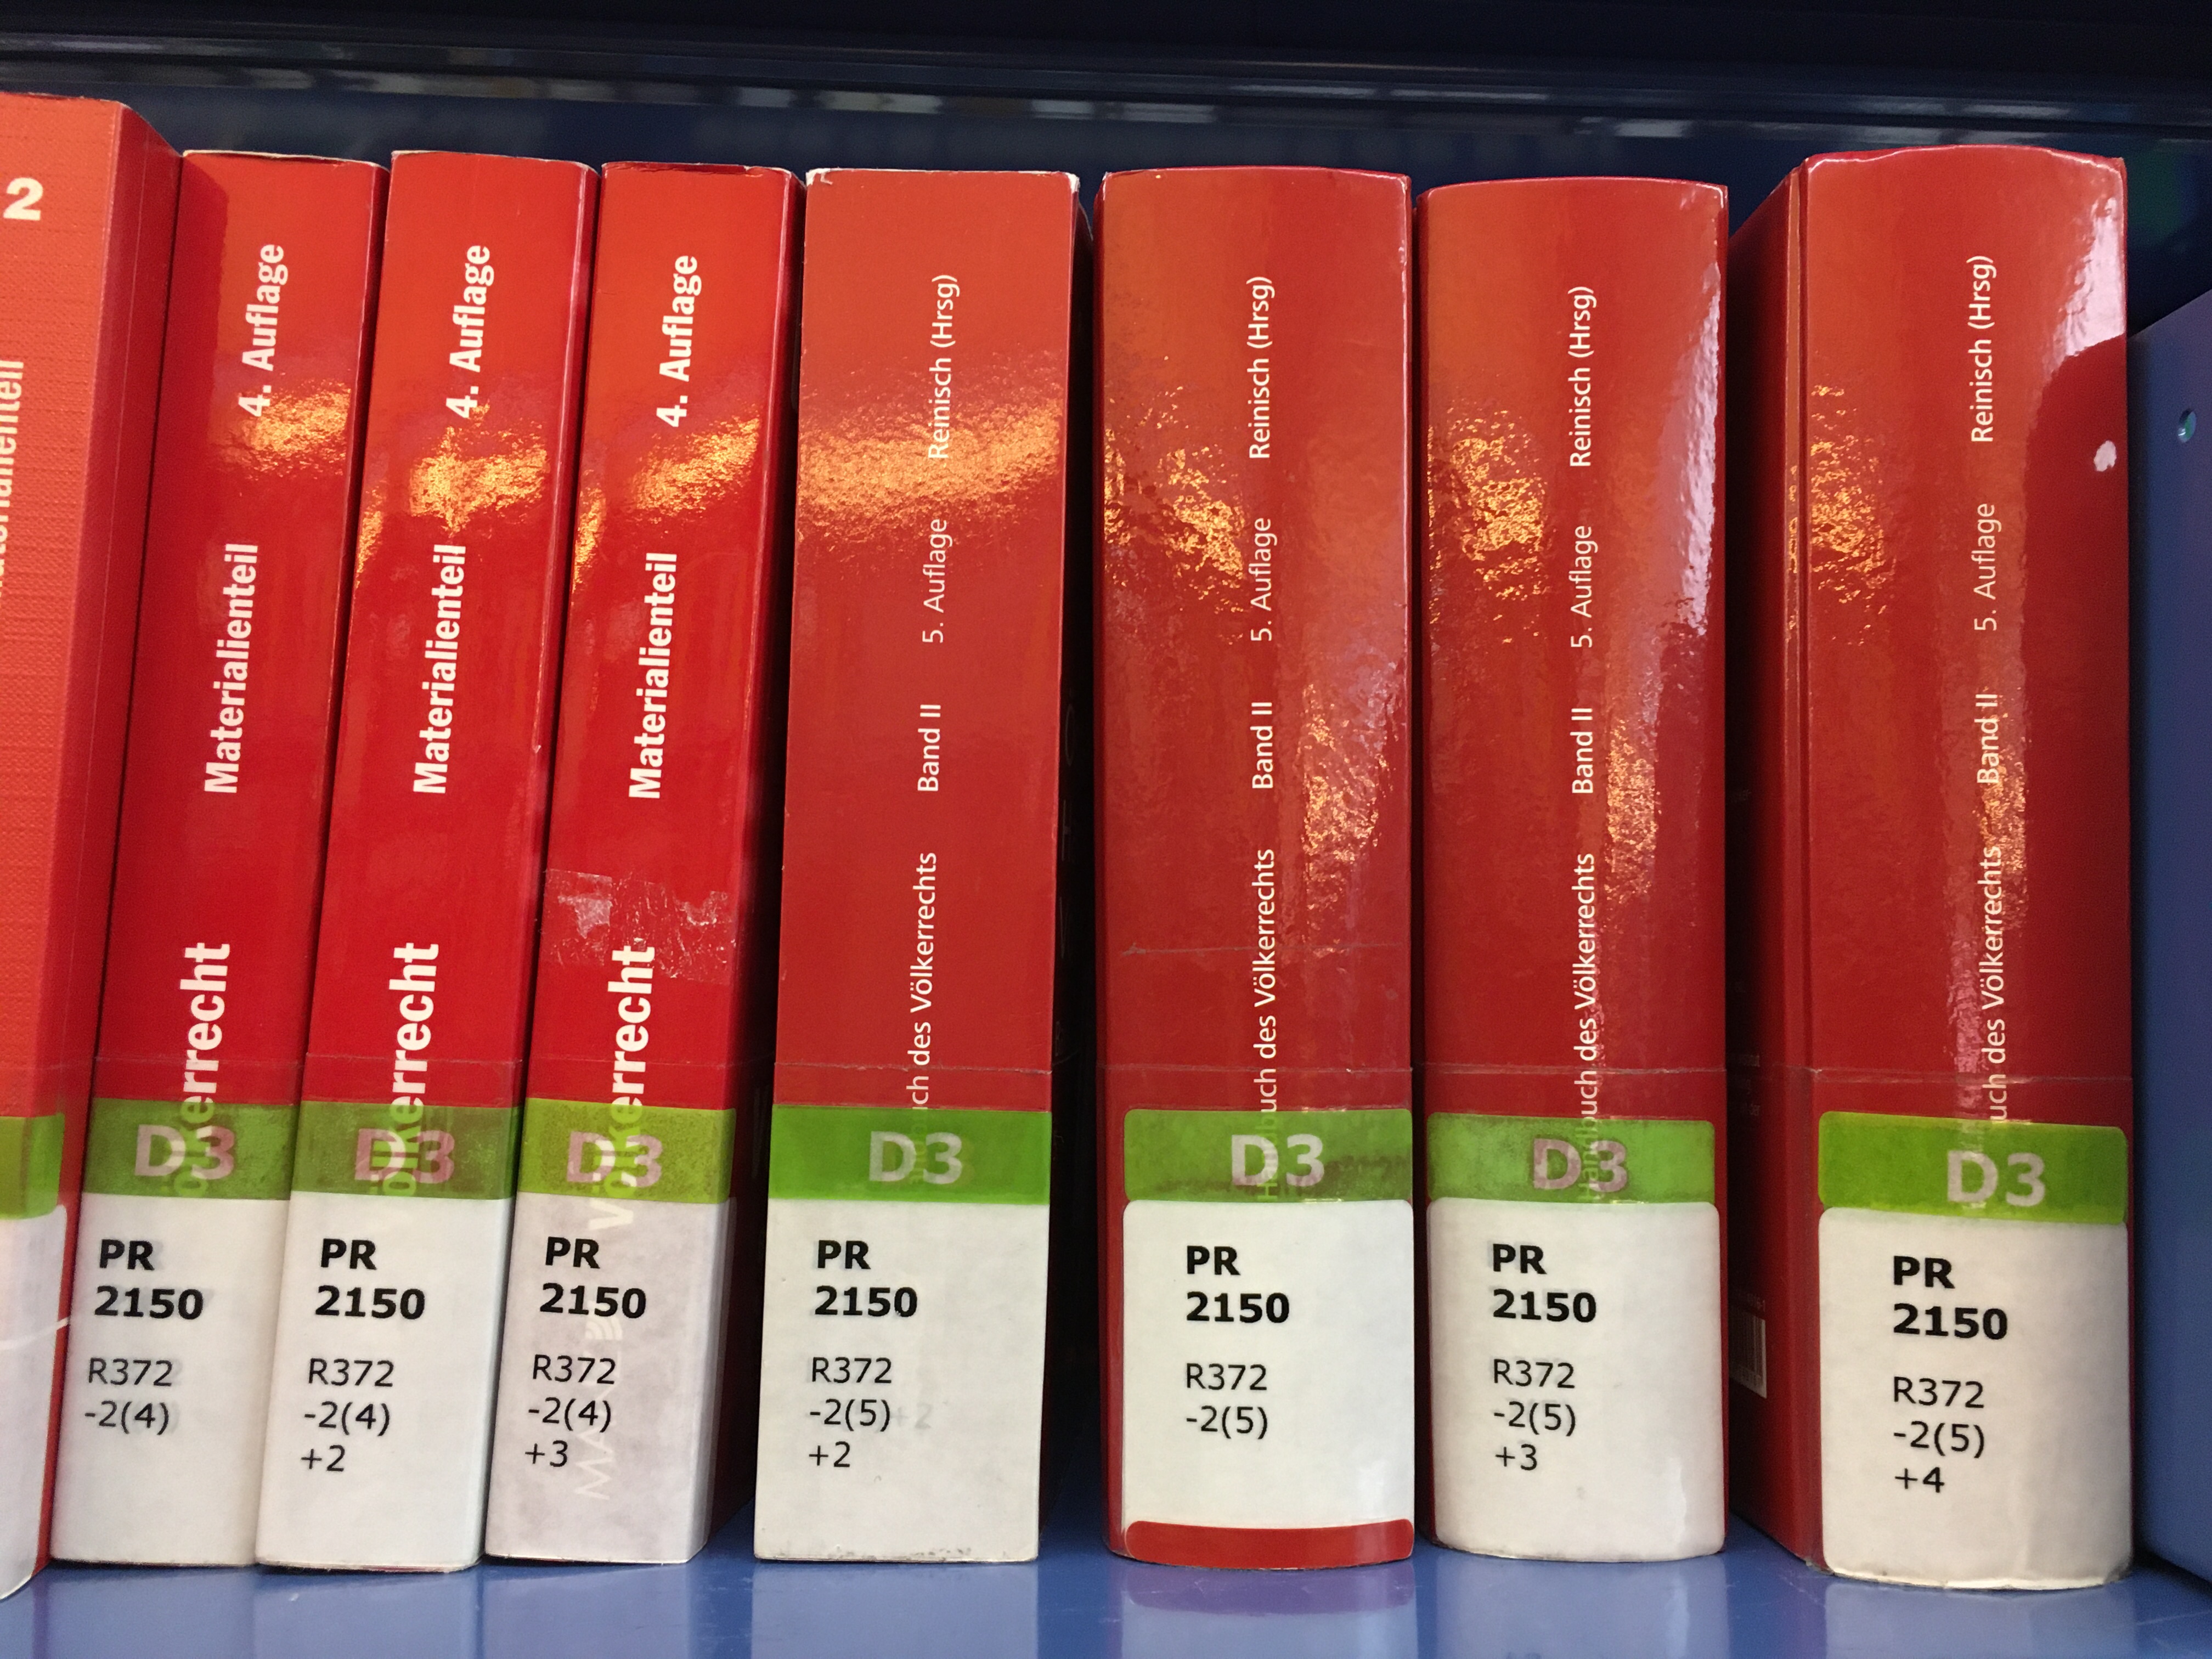 2
Materialienteil
Völkerrecht Materialienteil 4. Auflage
D3
PR
2150
R372
-2(4)
Völkerrecht Materialienteil 4. Auflage
D3
PR
2150
R372
-2(4)
+2
Völkerrecht Materialienteil 4. Auflage
D3
PR
2150
R372
-2(4)
+3
des Völkerrechts Band II 5. Auflage Reinisch (Hrsg)
D3
PR
2150
R372
-2(5)
+2
Handbuch des Völkerrechts Band II 5. Auflage Reinisch (Hrsg)
D3
PR
2150
R372
-2(5)
Handbuch des Völkerrechts Band II 5. Auflage Reinisch (Hrsg)
D3
PR
2150
R372
-2(5)
+3
des Völkerrechts Band II 5. Auflage Reinisch (Hrsg)
D3
PR
2150
R372
-2(5)
+4